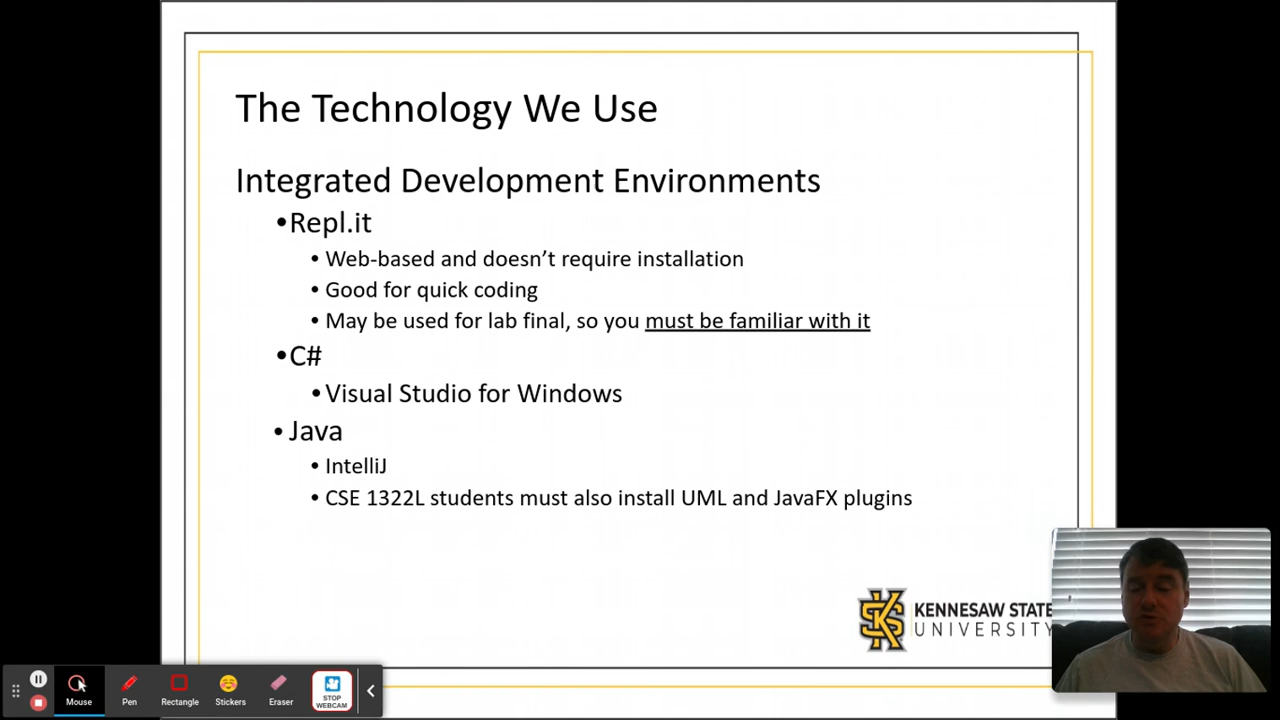 The Technology We Use
Integrated Development Environments
•Repl.it
• Web-based and doesn’t require installation
• Good for quick coding
• May be used for lab final, so you must be familiar with it
•C#
•Visual Studio for Windows
• Java
• IntelliJ
• CSE 1322L students must also install UML and JavaFX plugins
KENNESAW STATE
UNIVERSITY
Mouse
Pen
Rectangle
Stickers
Eraser
STOP
WEBCAM